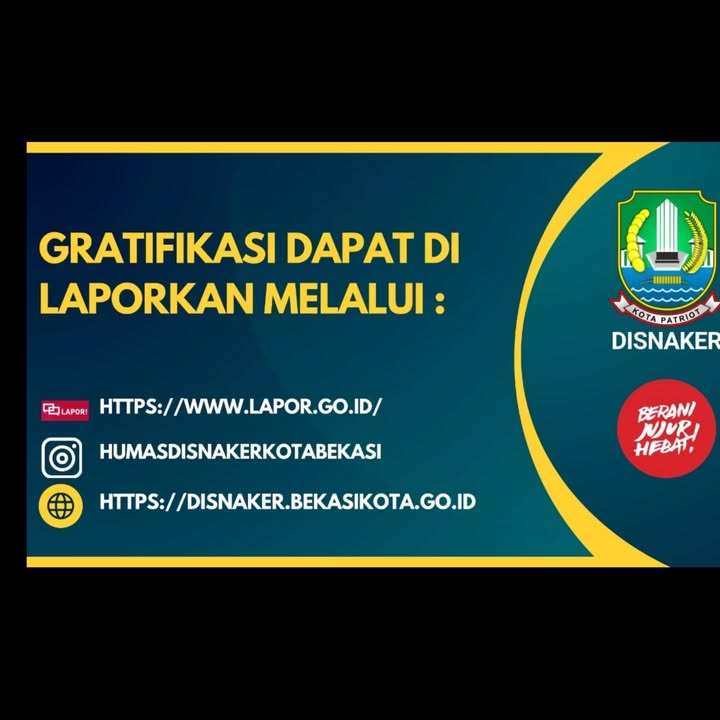 GRATIFIKASI DAPAT DI
LAPORKAN MELALUI :
LAPOR!
HTTPS://WWW.LAPOR.GO.ID/
HUMASDISNAKERKOTABEKASI
HTTPS://DISNAKER.BEKASIKOTA.GO.ID
KOTA PATRIOT
DISNAKER
BERANI
JUJUR!
HEBAT,